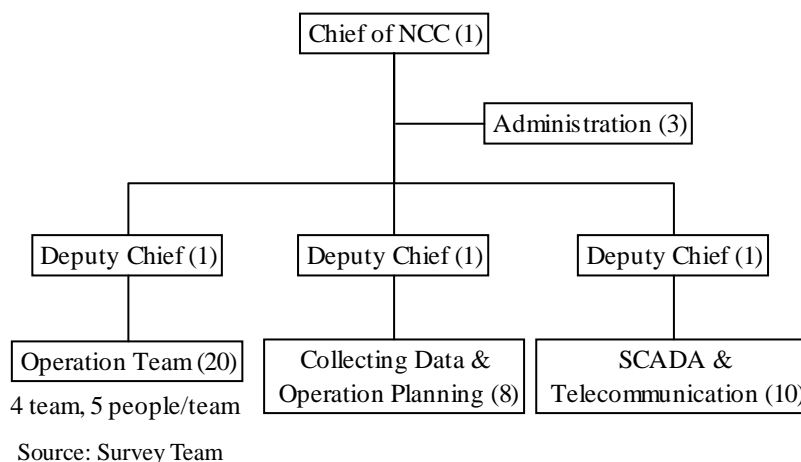 Chief of NCC (1)
Administration (3)
Deputy Chief (1)
Deputy Chief (1)
Deputy Chief (1)
Operation Team (20)
4 team, 5 people/team
Collecting Data &
Operation Planning (8)
SCADA &
Telecommunication (10)
Source: Survey Team